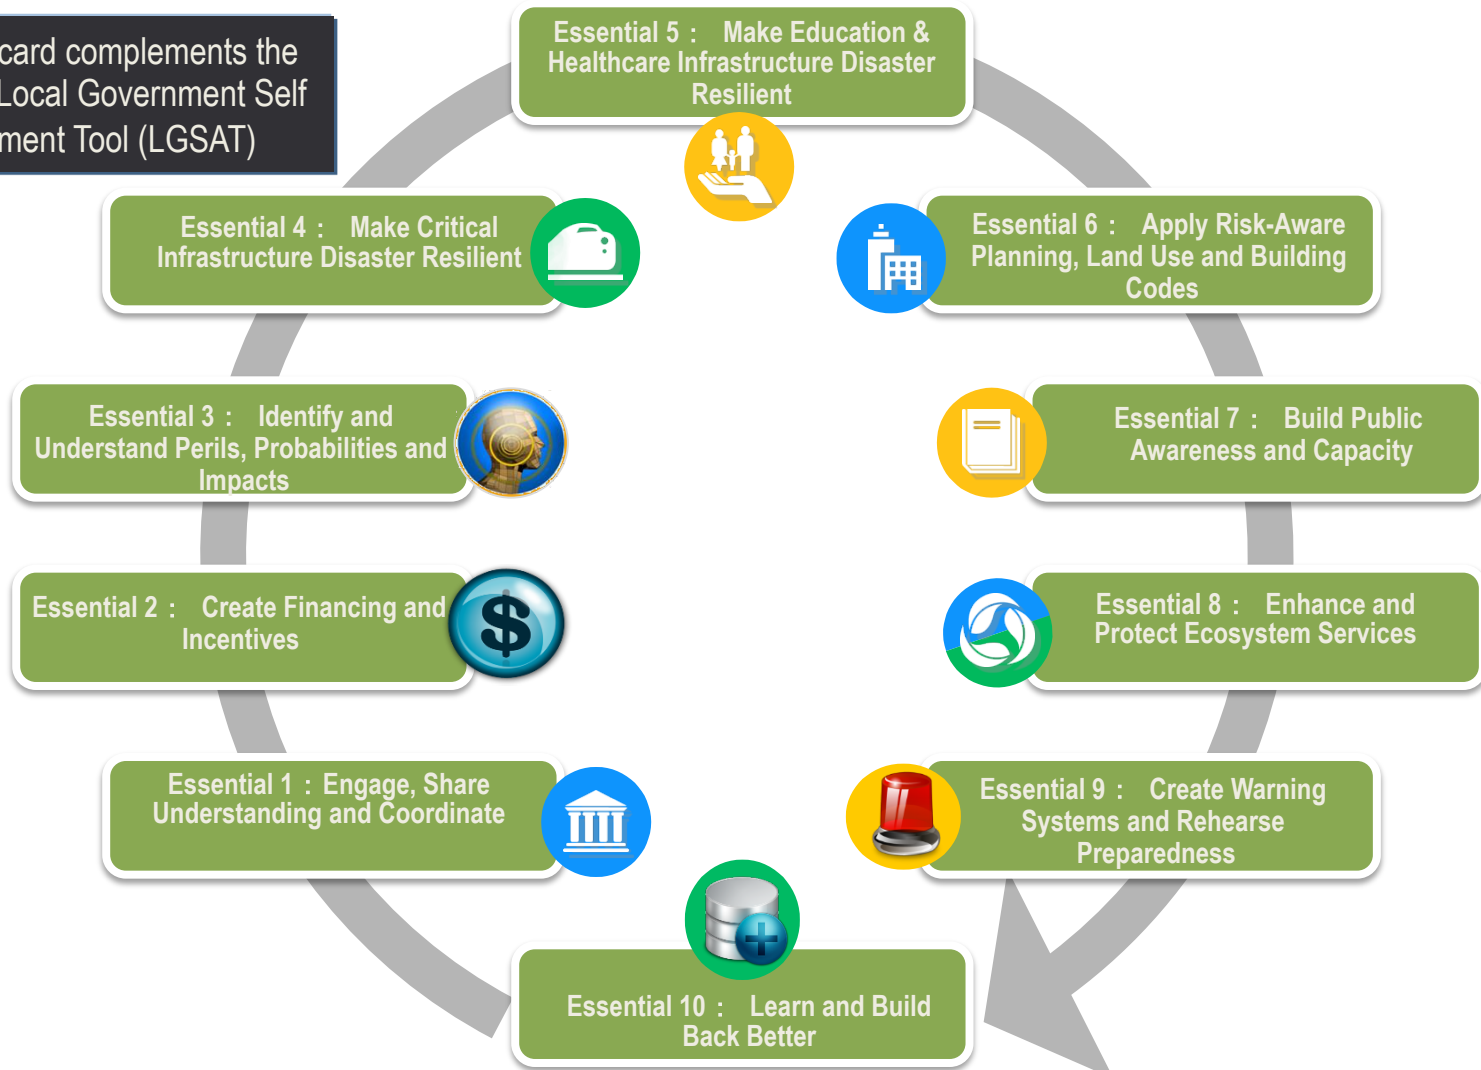 card complements the
Local Government Self
ment Tool (LGSAT)
Essential 5 : Make Education &
Healthcare Infrastructure Disaster
Resilient
Essential 4 : Make Critical
Infrastructure Disaster Resilient
Essential 6 : Apply Risk-Aware
Planning, Land Use and Building
Codes
Essential 3 : Identify and
Understand Perils, Probabilities and
Impacts
Essential 7 : Build Public
Awareness and Capacity
Essential 2 : Create Financing and
Incentives
$
Essential 8 : Enhance and
Protect Ecosystem Services
Essential 1 : Engage, Share
Understanding and Coordinate
Essential 9 : Create Warning
Systems and Rehearse
Preparedness
Essential 10 : Learn and Build
Back Better